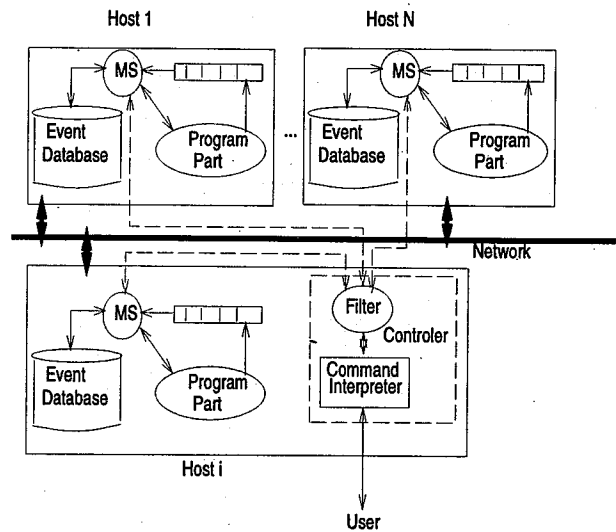 Host 1
Host N
MS
Event
Database
Program
Part
...
MS
Event
Database
Program
Part
Network
MS
Event
Database
Program
Part
Filter
Controler
Command
Interpreter
Host i
User